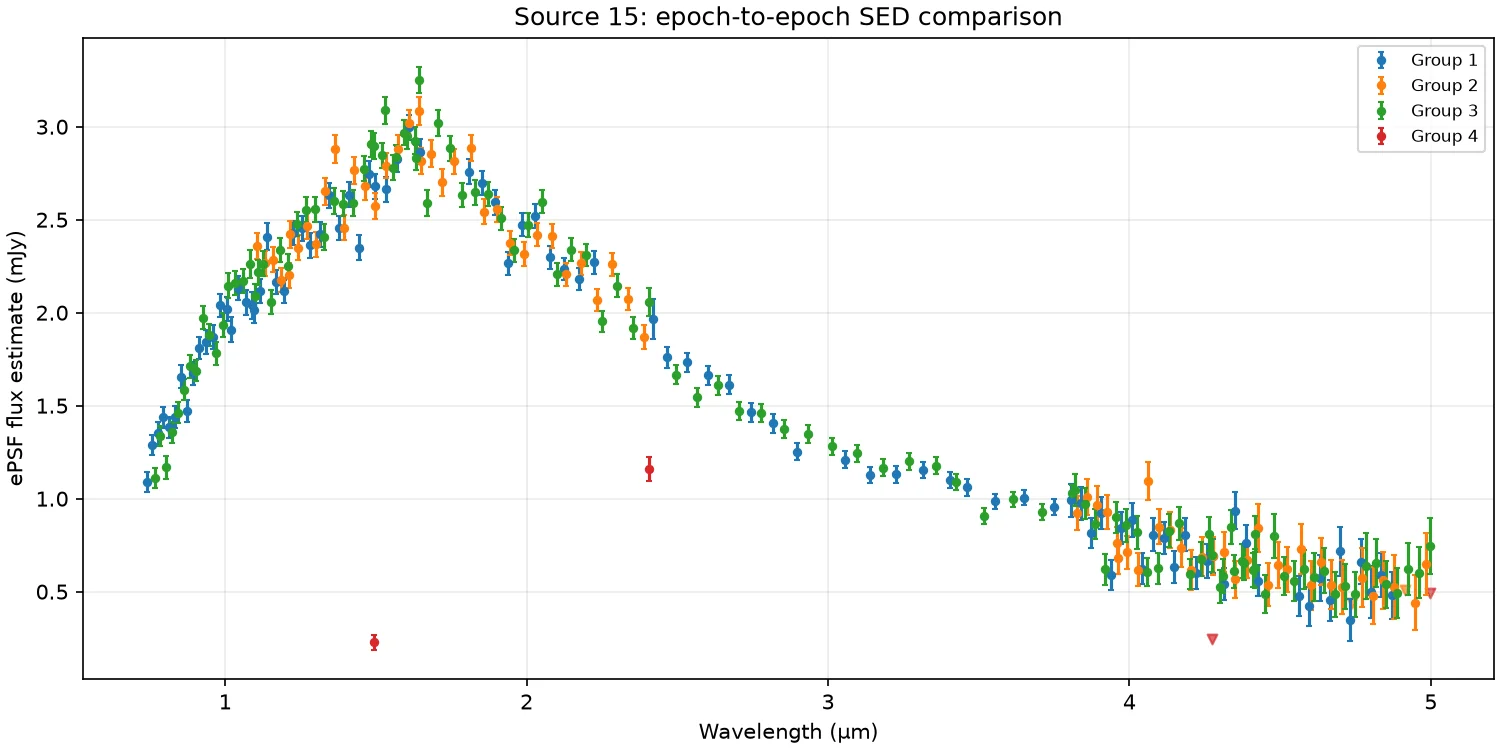 Source 15: epoch-to-epoch SED comparison
ePSF flux estimate (mJy)
3.0
2.5
2.0
1.5
1.0
0.5
Group 1
Group 2
Group 3
Group 4
1 2 3 4 5
Wavelength (µm)